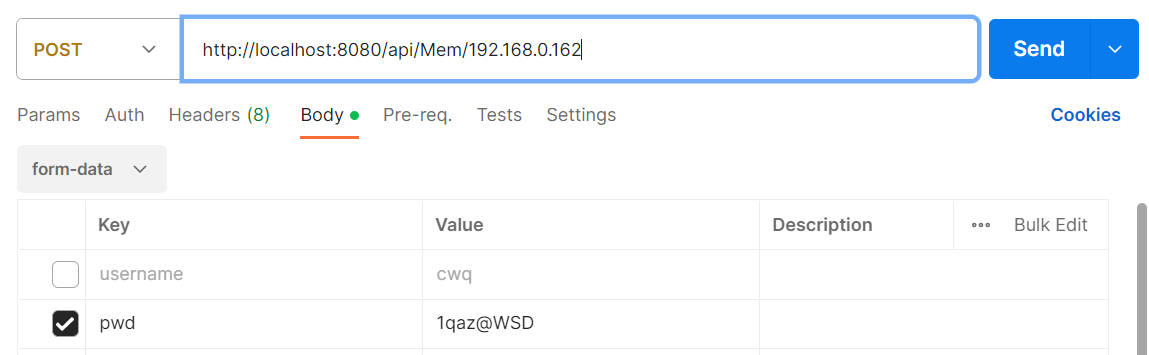 POST http://localhost:8080/api/Mem/192.168.0.162 Send
Params Auth Headers (8) Body Pre-req. Tests Settings Cookies
form-data
Key Value Description Bulk Edit
username cwq
pwd 1qaz@WSD